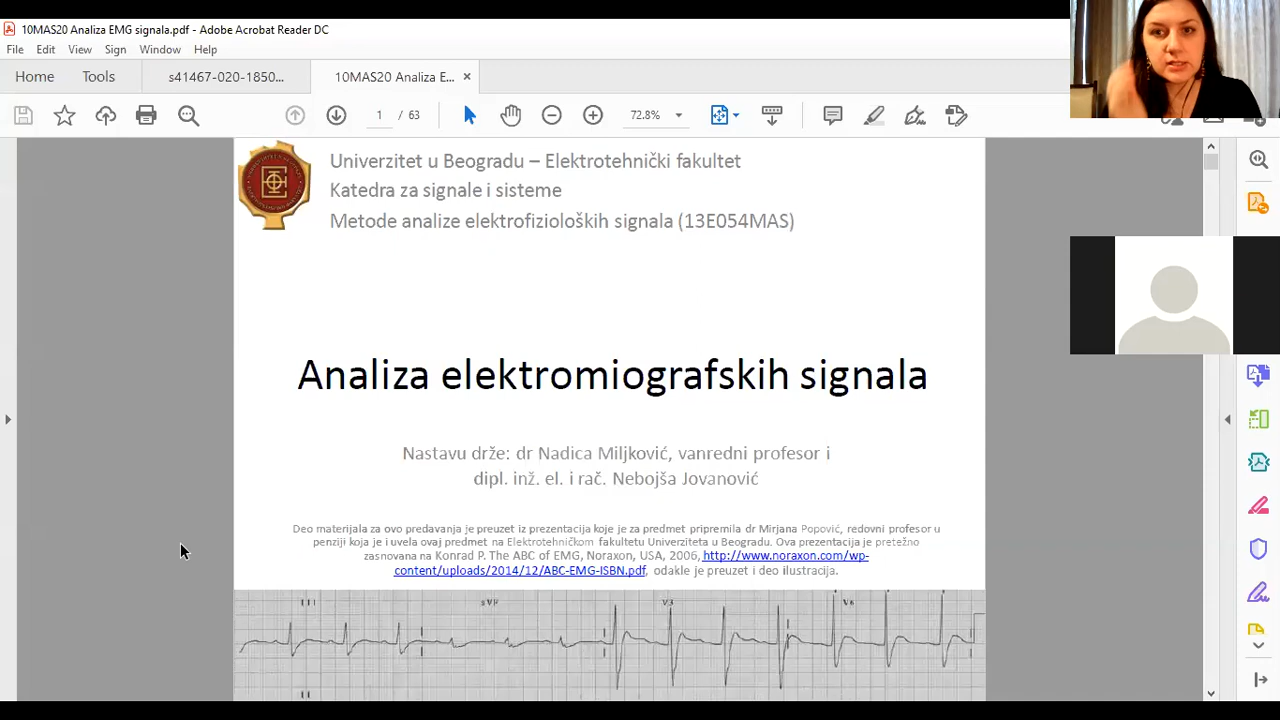 10MAS20 Analiza EMG signala.pdf - Adobe Acrobat Reader DC
File Edit View Sign Window Help
Home Tools s41467-020-1850... 10MAS20 Analiza E... ×
1 / 63 72.8%
Univerzitet u Beogradu – Elektrotehnički fakultet
Katedra za signale i sisteme
Metode analize elektrofizioloških signala (13E054MAS)
Analiza elektromiografskih signala
Nastavu drže: dr Nadica Miljković, vanredni profesor i
dipl. inž. el. i rač. Nebojša Jovanović
Deo materijala za ovo predavanja je preuzet iz prezentacija koje je za predmet pripremila dr Mirjana Popović, redovni profesor u
penziji koja je i uvela ovaj predmet na Elektrotehničkom fakultetu Univerziteta u Beogradu. Ova prezentacija je pretežno
zasnovana na Konrad P. The ABC of EMG, Noraxon, USA, 2006, http://www.noraxon.com/wp-
content/uploads/2014/12/ABC-EMG-ISBN.pdf, odakle je preuzet i deo ilustracija.
III aVR V3 V6
II